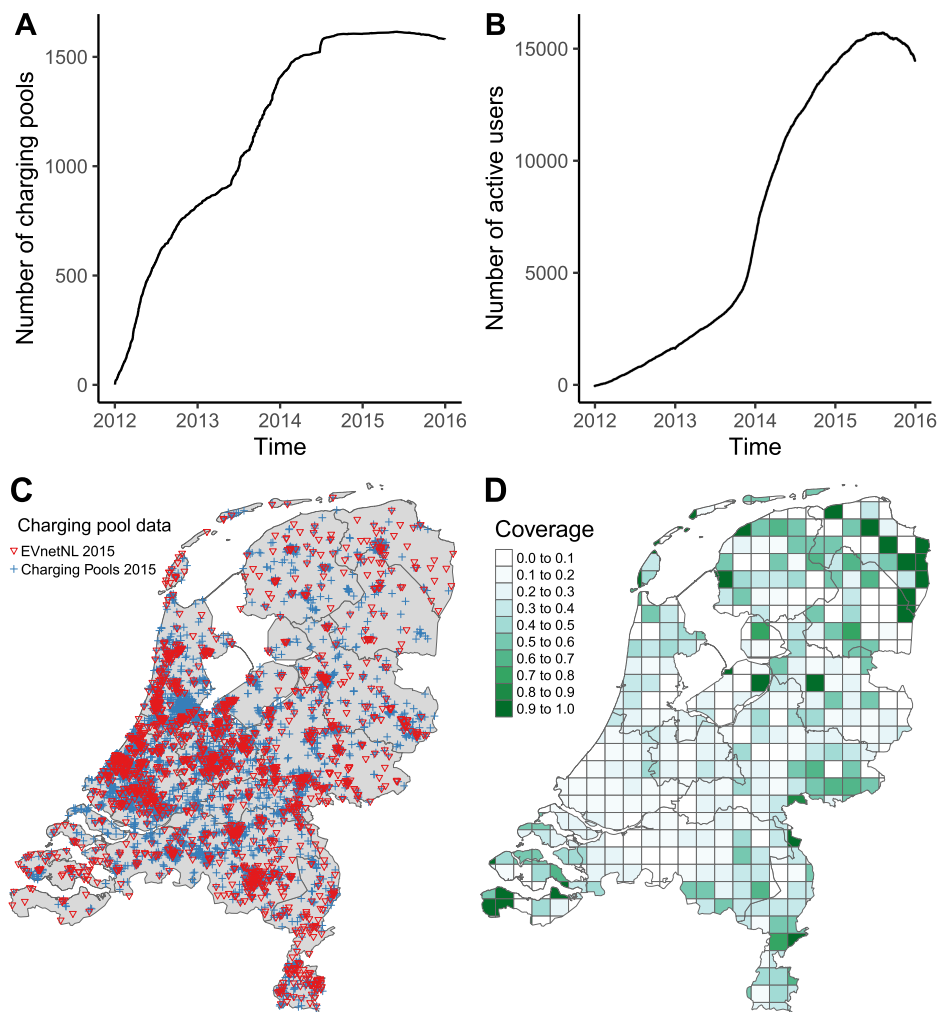 A
Number of charging pools
1500
1000
500
0
2012 2013 2014 2015 2016
Time
B
Number of active users
15000
10000
5000
0
2012 2013 2014 2015 2016
Time
C
Charging pool data
EVnetNL 2015
Charging Pools 2015
D
Coverage
0.0 to 0.1
0.1 to 0.2
0.2 to 0.3
0.3 to 0.4
0.4 to 0.5
0.5 to 0.6
0.6 to 0.7
0.7 to 0.8
0.8 to 0.9
0.9 to 1.0